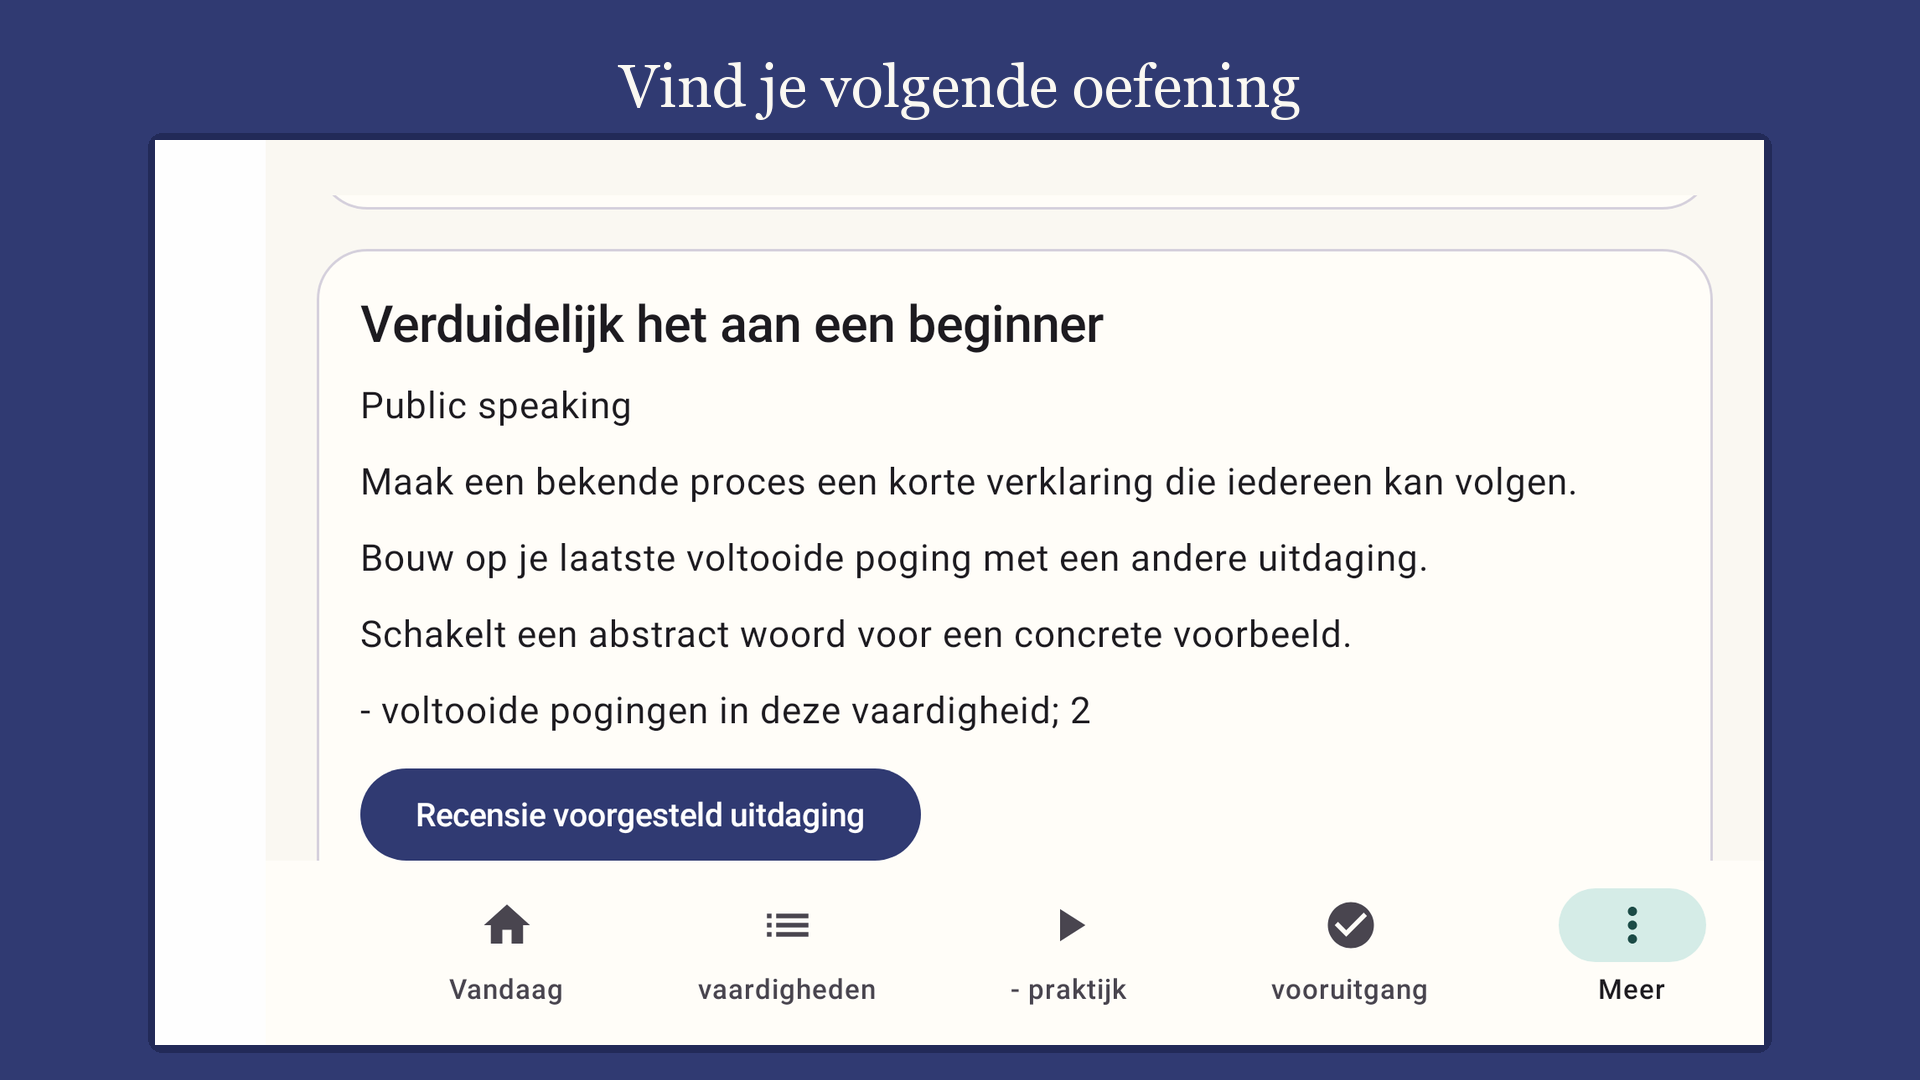 Vind je volgende oefening
Verduidelijk het aan een beginner
Public speaking
Maak een bekende proces een korte verklaring die iedereen kan volgen.
Bouw op je laatste voltooide poging met een andere uitdaging.
Schakelt een abstract woord voor een concrete voorbeeld.
- voltooide pogingen in deze vaardigheid; 2
Recensie voorgesteld uitdaging
Vandaag
vaardigheden
- praktijk
vooruitgang
Meer